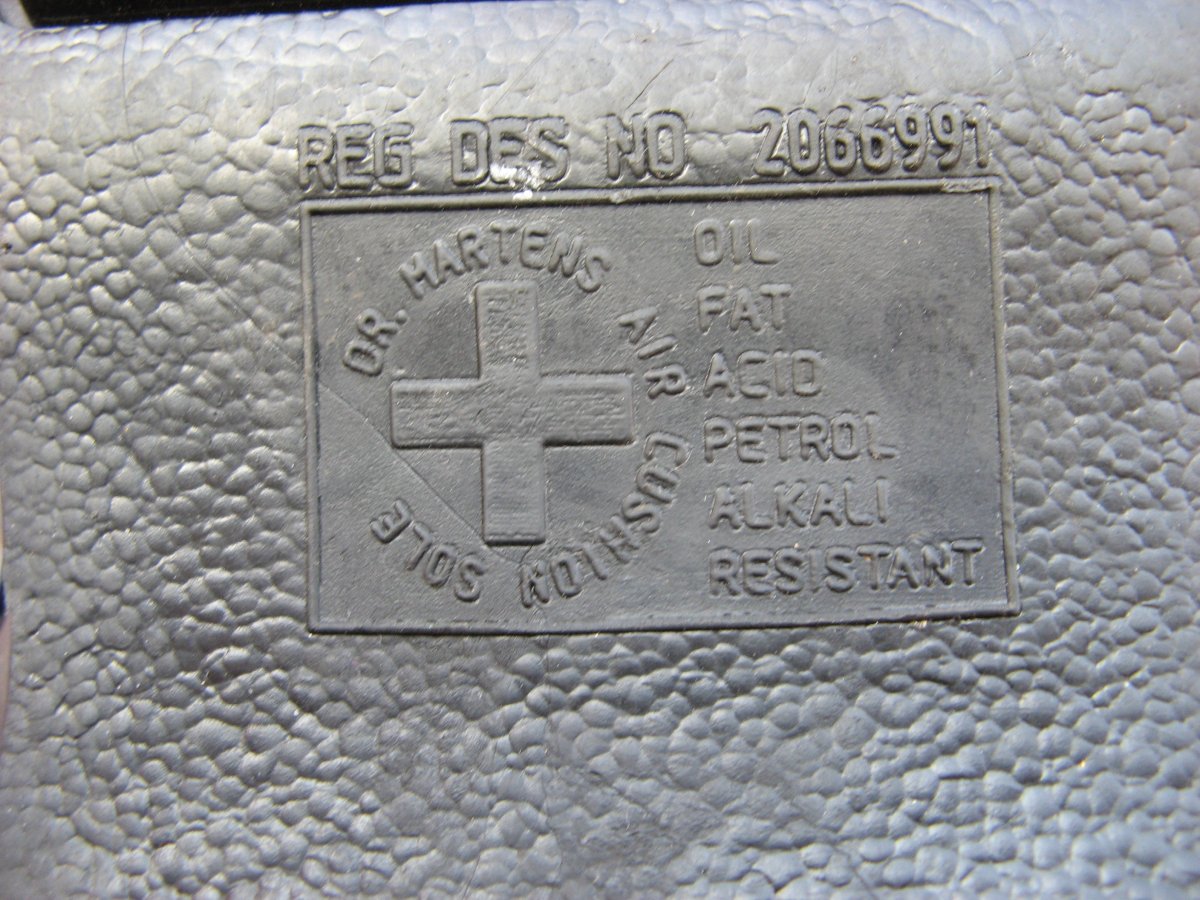 REG DES NO 2066991
DR. MARTENS AIR CUSHION SOLE
OIL
FAT
ACID
PETROL
ALKALI
RESISTANT